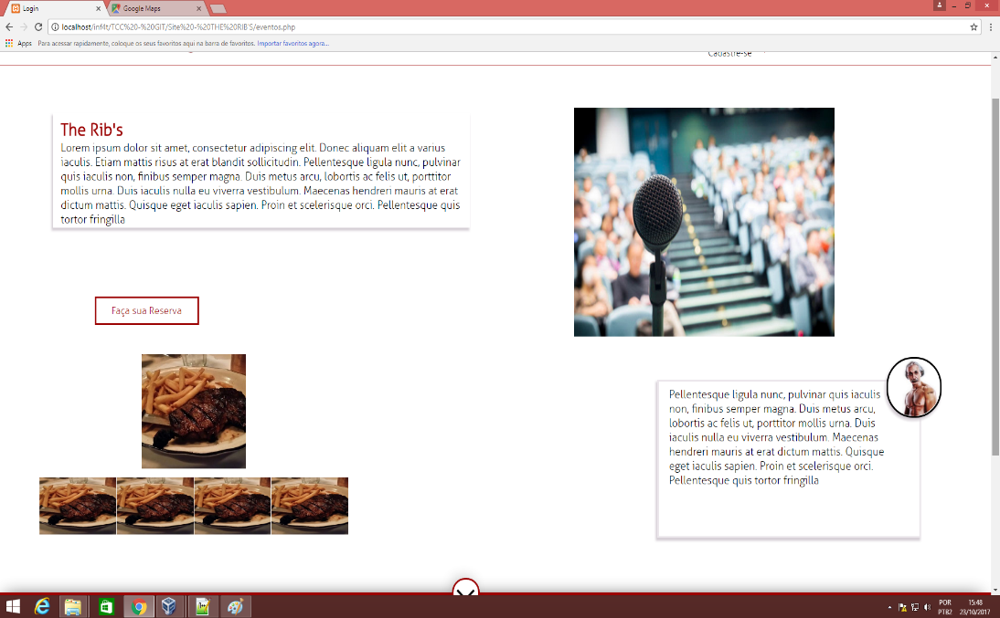 Login
Google Maps
localhost/inf4t/TCC%20-%20GIT/Site%20-%20THE%20RIB'S/eventos.php
Apps Para acessar rapidamente, coloque os seus favoritos aqui na barra de favoritos. Importar favoritos agora...
Cadastre-se
The Rib's
Lorem ipsum dolor sit amet, consectetur adipiscing elit. Donec aliquam elit a varius
iaculis. Etiam mattis risus at erat blandit sollicitudin. Pellentesque ligula nunc, pulvinar
quis iaculis non, finibus semper magna. Duis metus arcu, lobortis ac felis ut, porttitor
mollis urna. Duis iaculis nulla eu viverra vestibulum. Maecenas hendreri mauris at erat
dictum mattis. Quisque eget iaculis sapien. Proin et scelerisque orci. Pellentesque quis
tortor fringilla
Faça sua Reserva
Pellentesque ligula nunc, pulvinar quis iaculis
non, finibus semper magna. Duis metus arcu,
lobortis ac felis ut, porttitor mollis urna. Duis
iaculis nulla eu viverra vestibulum. Maecenas
hendreri mauris at erat dictum mattis. Quisque
eget iaculis sapien. Proin et scelerisque orci.
Pellentesque quis tortor fringilla
POR
PTB2
15:48
23/10/2017